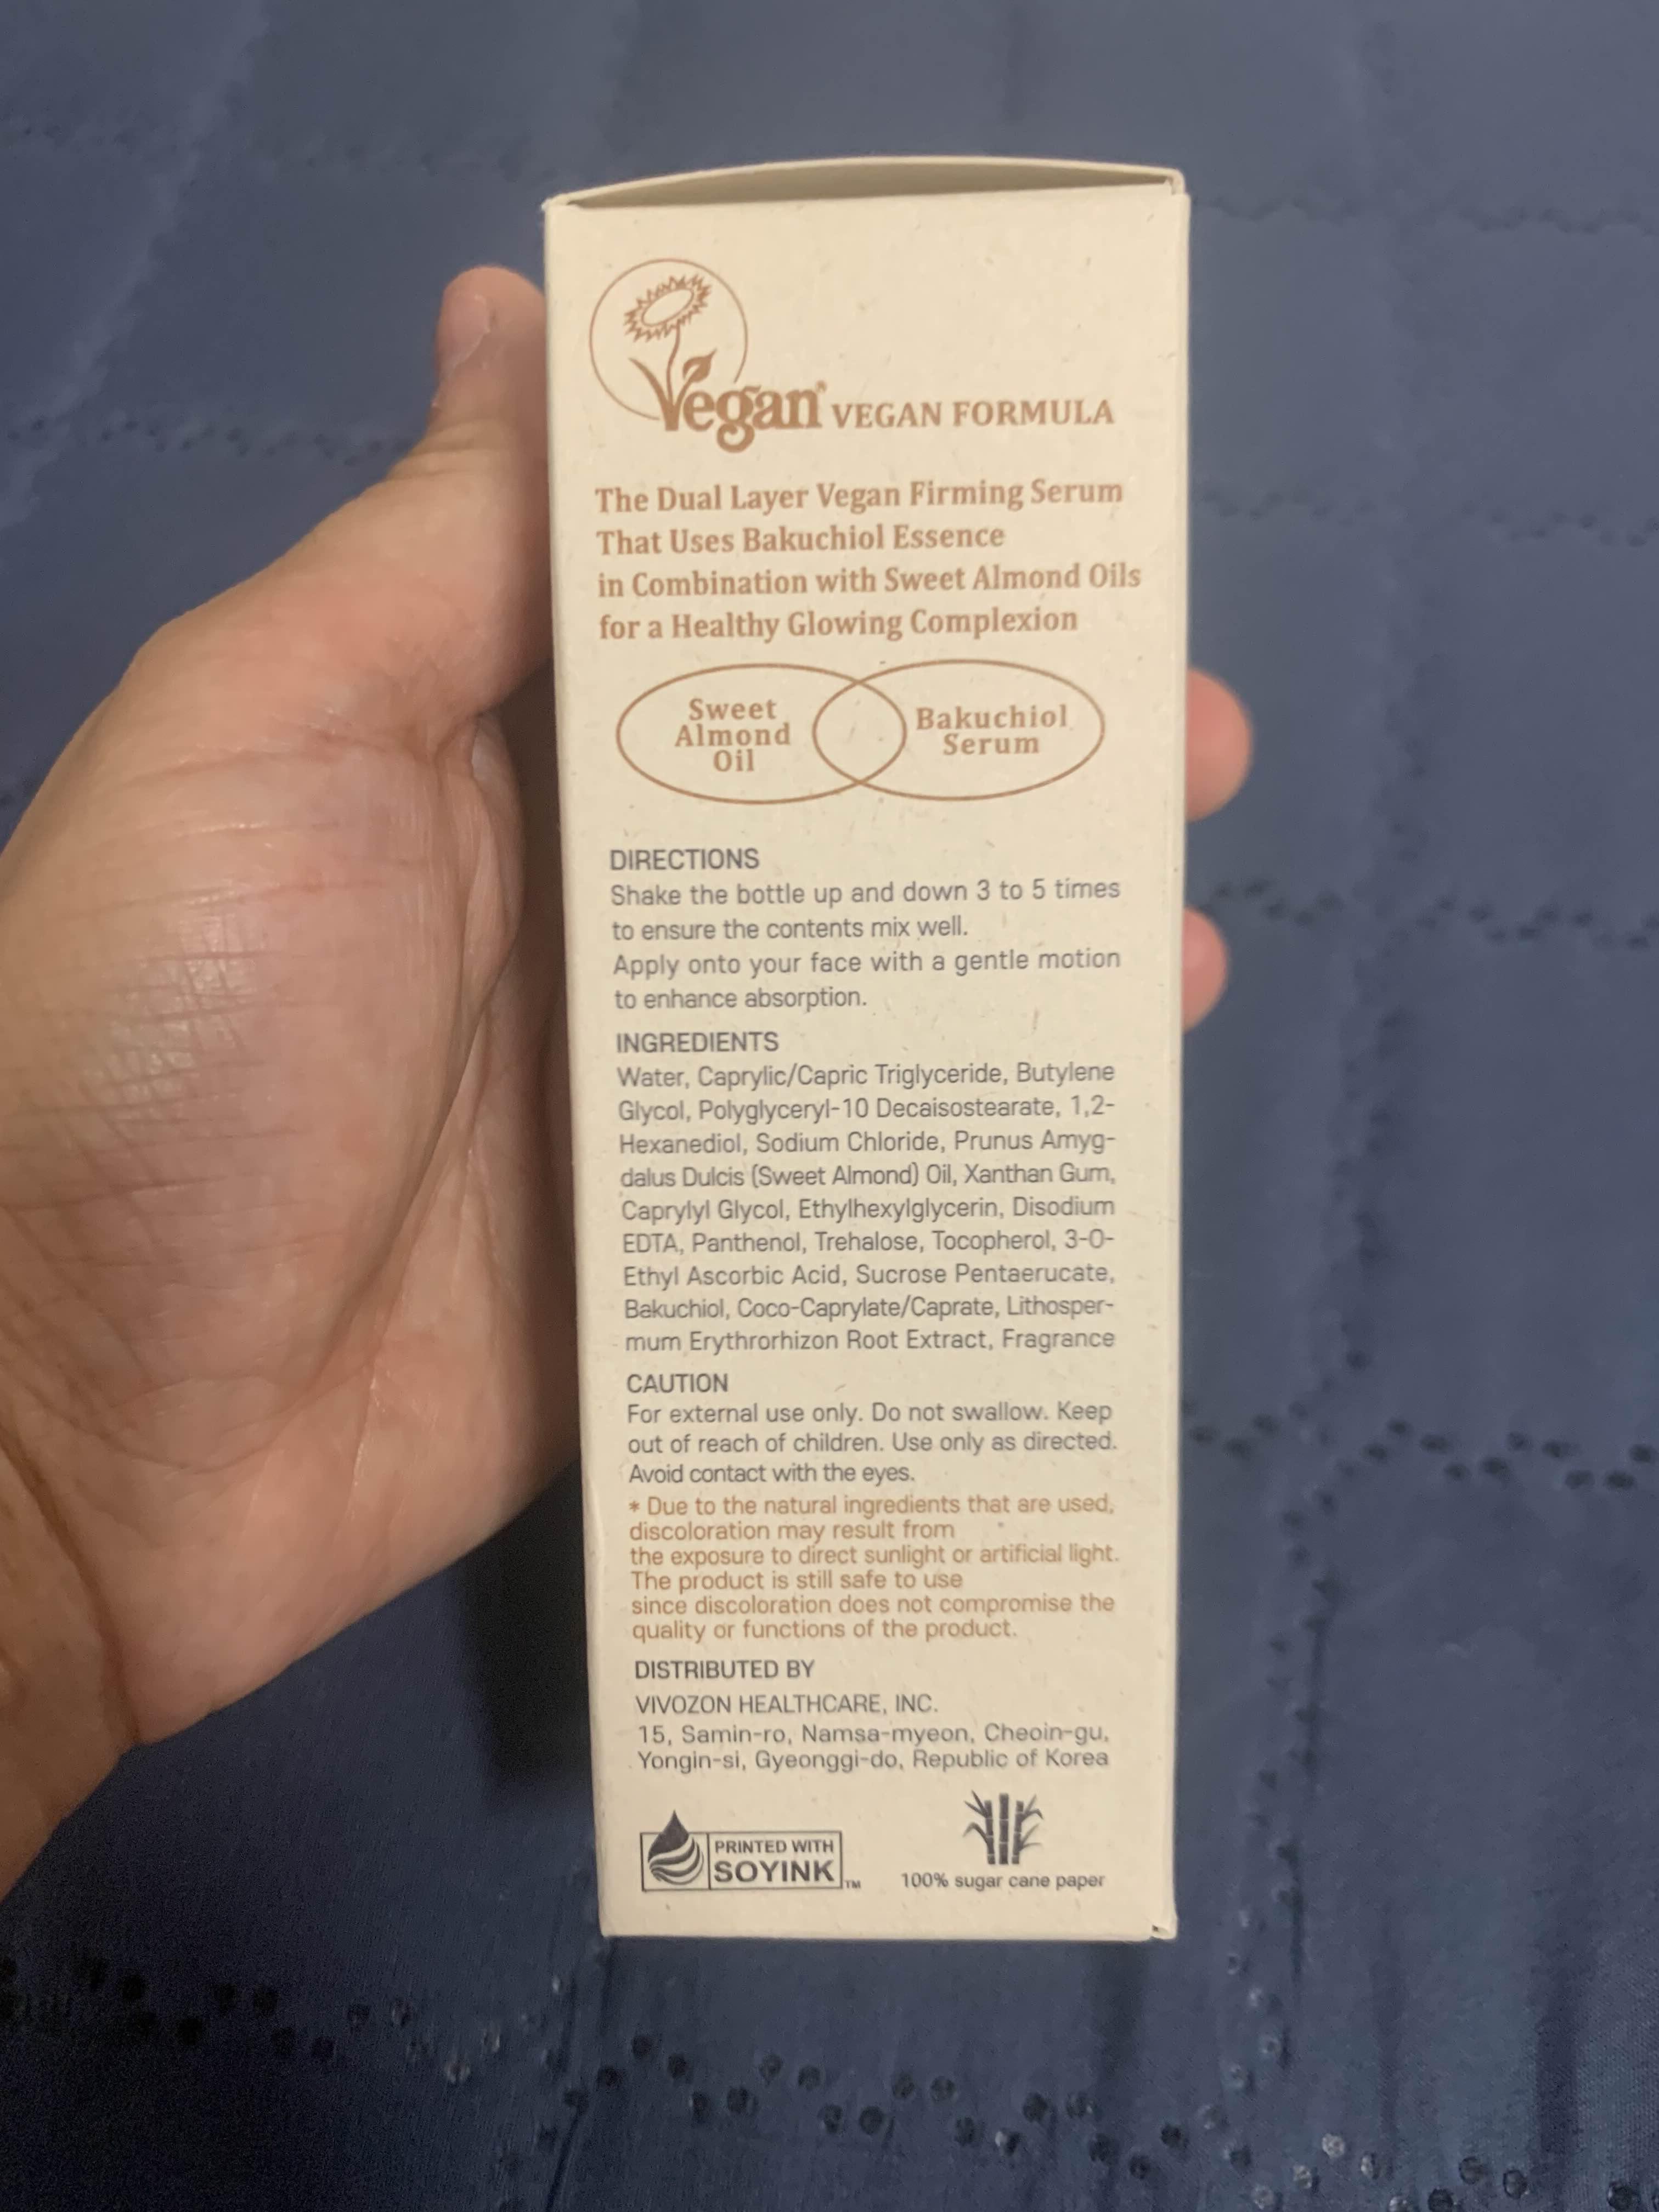 Vegan® VEGAN FORMULA
The Dual Layer Vegan Firming Serum
That Uses Bakuchiol Essence
in Combination with Sweet Almond Oils
for a Healthy Glowing Complexion
Sweet
Almond
Oil
Bakuchiol
Serum
DIRECTIONS
Shake the bottle up and down 3 to 5 times
to ensure the contents mix well.
Apply onto your face with a gentle motion
to enhance absorption.
INGREDIENTS
Water, Caprylic/Capric Triglyceride, Butylene
Glycol, Polyglyceryl-10 Decaisostearate, 1,2-
Hexanediol, Sodium Chloride, Prunus Amyg-
dalus Dulcis (Sweet Almond) Oil, Xanthan Gum,
Caprylyl Glycol, Ethylhexylglycerin, Disodium
EDTA, Panthenol, Trehalose, Tocopherol, 3-O-
Ethyl Ascorbic Acid, Sucrose Pentaerucate,
Bakuchiol, Coco-Caprylate/Caprate, Lithosper-
mum Erythrorhizon Root Extract, Fragrance
CAUTION
For external use only. Do not swallow. Keep
out of reach of children. Use only as directed.
Avoid contact with the eyes.
* Due to the natural ingredients that are used,
discoloration may result from
the exposure to direct sunlight or artificial light.
The product is still safe to use
since discoloration does not compromise the
quality or functions of the product.
DISTRIBUTED BY
VIVOZON HEALTHCARE, INC.
15, Samin-ro, Namsa-myeon, Cheoin-gu,
Yongin-si, Gyeonggi-do, Republic of Korea
PRINTED WITH
SOYINK™
100% sugar cane paper